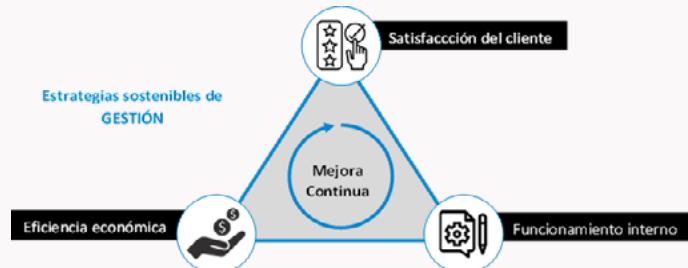 Satisfaccción del cliente
Estrategias sostenibles de
GESTIÓN
Mejora
Continua
Eficiencia económica
Funcionamiento interno